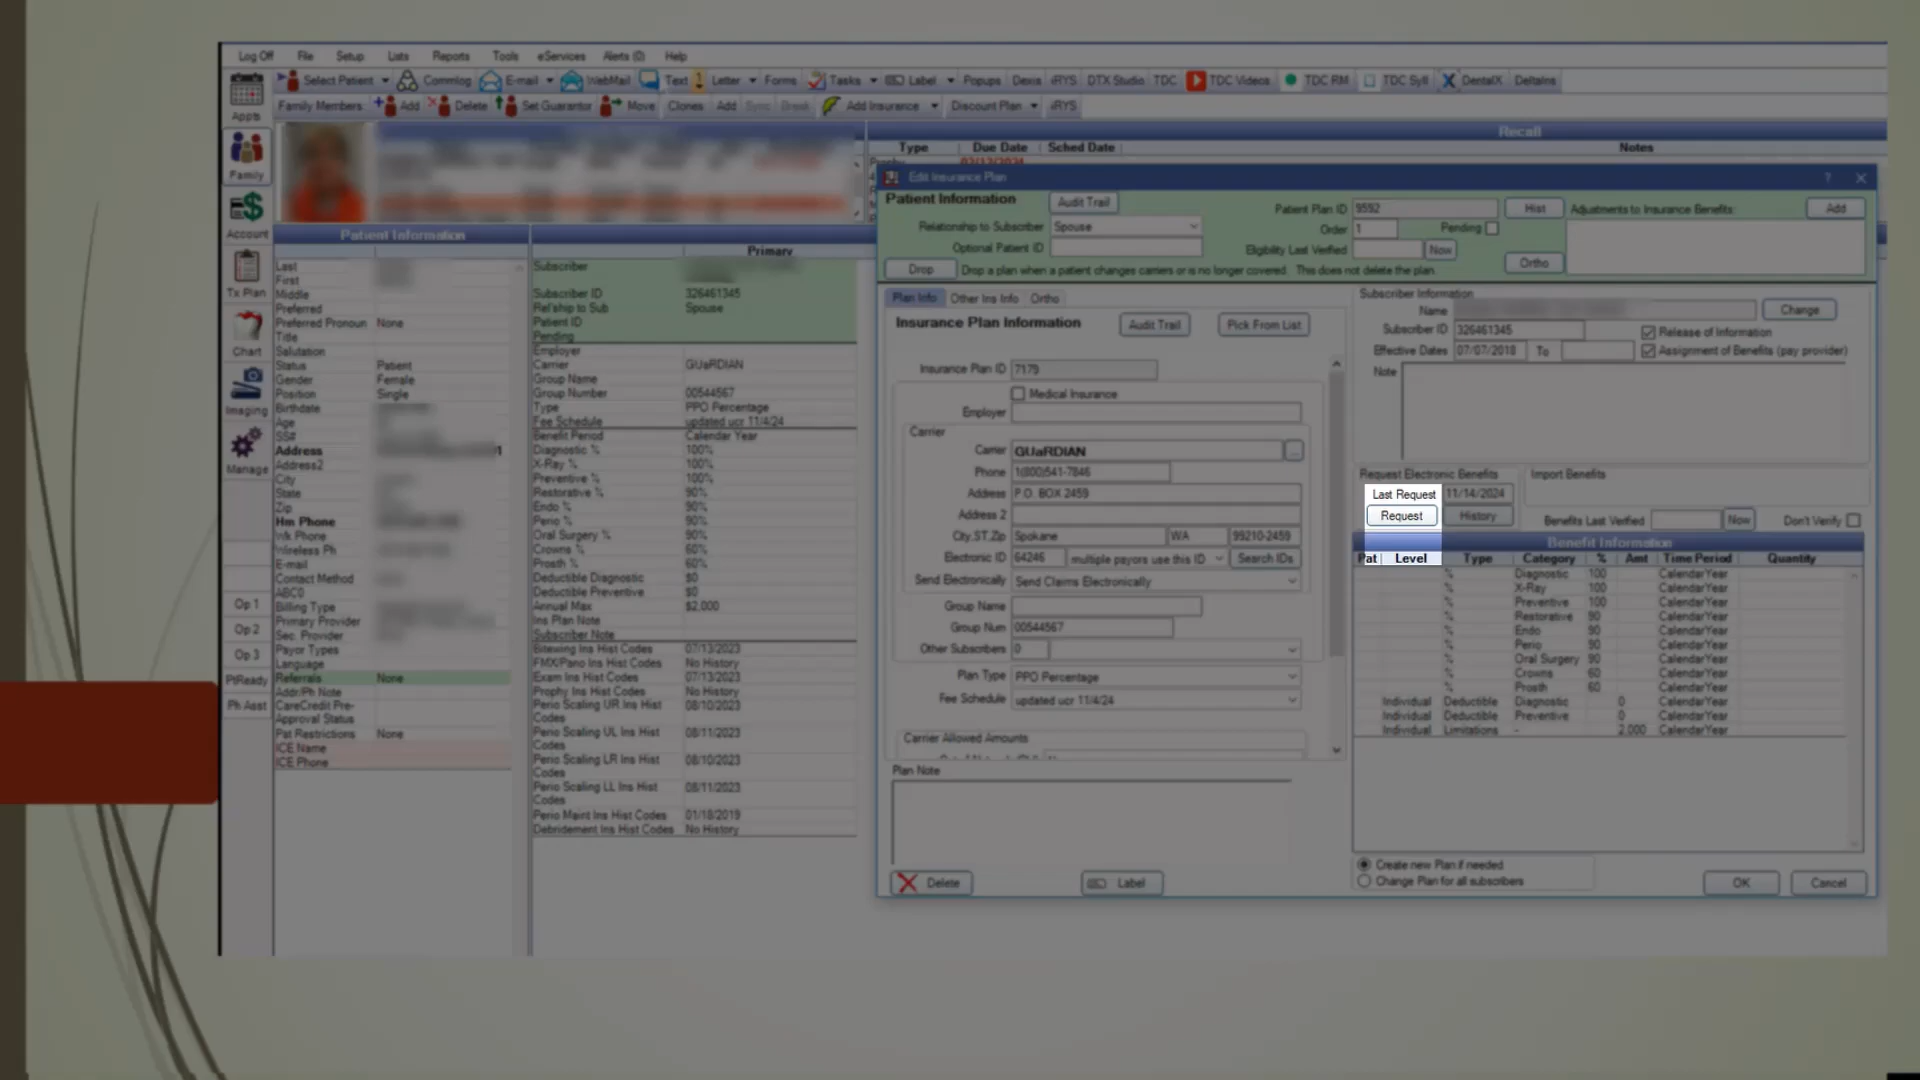 Log Off File Setup Lists Reports Tools eServices Alerts (0) Help
Select Patient Commlog E-mail WebMail Text 1 Letter Forms Tasks Label Popups Dexis iRYS DTX Studio TDC TDC Videos TDC RM TDC Syll DentalX DeltaIns
Family Members: Add Delete Set Guarantor Move Clones Add Sync Break Add Insurance Discount Plan iRYS
Appts
Family
Account
Tx Plan
Chart
Imaging
Manage
Op 1
Op 2
Op 3
PtReady
Ph Asst
Recall
Type Due Date Sched Date Notes
Patient Information
Last
First
Middle
Preferred
Preferred Pronoun None
Title
Salutation
Status Patient
Gender Female
Position Single
Birthdate
Age
SS#
Address
Address2
City
State
Zip
Hm Phone
Wk Phone
Wireless Ph
E-mail
Contact Method
ABC0
Billing Type
Primary Provider
Sec. Provider
Payor Types
Language
Referrals None
Addr/Ph Note
CareCredit Pre-
Approval Status
Pat Restrictions None
ICE Name
ICE Phone
Primary
Subscriber
Subscriber ID 326461345
Rel'ship to Sub Spouse
Patient ID
Pending
Employer
Carrier GUaRDIAN
Group Name
Group Number 00544567
Type PPO Percentage
Fee Schedule updated ucr 11/4/24
Benefit Period Calendar Year
Diagnostic % 100%
X-Ray % 100%
Preventive % 100%
Restorative % 90%
Endo % 90%
Perio % 90%
Oral Surgery % 90%
Crowns % 60%
Prosth % 60%
Deductible Diagnostic $0
Deductible Preventive $0
Annual Max $2,000
Ins Plan Note
Subscriber Note
Bitewing Ins Hist Codes 07/13/2023
FMX/Pano Ins Hist Codes No History
Exam Ins Hist Codes 07/13/2023
Prophy Ins Hist Codes No History
Perio Scaling UR Ins Hist 08/10/2023
Codes
Perio Scaling UL Ins Hist 08/11/2023
Codes
Perio Scaling LR Ins Hist 08/10/2023
Codes
Perio Scaling LL Ins Hist 08/11/2023
Codes
Perio Maint Ins Hist Codes 01/18/2019
Debridement Ins Hist Codes No History
Edit Insurance Plan ?
Patient Information Audit Trail
Relationship to Subscriber Spouse
Optional Patient ID
Patient Plan ID 9592 Hist
Order 1 Pending
Eligibility Last Verified Now
Ortho
Adjustments to Insurance Benefits: Add
Drop Drop a plan when a patient changes carriers or is no longer covered. This does not delete the plan.
Plan Info Other Ins Info Ortho
Insurance Plan Information Audit Trail Pick From List
Insurance Plan ID 7179
Medical Insurance
Employer
Carrier
Carrier GUaRDIAN ...
Phone 1(800)541-7846
Address P.O. BOX 2459
Address 2
City,ST,Zip Spokane WA 99210-2459
Electronic ID 64246 multiple payors use this ID Search IDs
Send Electronically Send Claims Electronically
Group Name
Group Num 00544567
Other Subscribers 0
Plan Type PPO Percentage
Fee Schedule updated ucr 11/4/24
Carrier Allowed Amounts
Plan Note
Delete Label
Subscriber Information
Name Change
Subscriber ID 326461345 Release of Information
Effective Dates 07/07/2018 To Assignment of Benefits (pay provider)
Note
Request Electronic Benefits Import Benefits
Last Request 11/14/2024
Request History Benefits Last Verified Now Don't Verify
Benefit Information
Pat Level Type Category % Amt Time Period Quantity
% Diagnostic 100 CalendarYear
% X-Ray 100 CalendarYear
% Preventive 100 CalendarYear
% Restorative 90 CalendarYear
% Endo 90 CalendarYear
% Perio 90 CalendarYear
% Oral Surgery 90 CalendarYear
% Crowns 60 CalendarYear
% Prosth 60 CalendarYear
Individual Deductible Diagnostic 0 CalendarYear
Individual Deductible Preventive 0 CalendarYear
Individual Limitations - 2,000 CalendarYear
Create new Plan if needed
Change Plan for all subscribers
OK Cancel